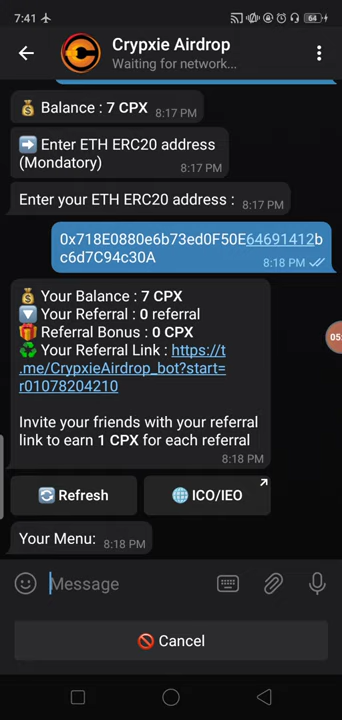 7:41
64
Crypxie Airdrop
Waiting for network...
Balance : 7 CPX 8:17 PM
Enter ETH ERC20 address
(Mandatory) 8:17 PM
Enter your ETH ERC20 address : 8:17 PM
0x718E0880e6b73ed0F50E64691412b
c6d7C94c30A
8:18 PM
Your Balance : 7 CPX
Your Referral : 0 referral
Referral Bonus : 0 CPX
Your Referral Link : https://t
.me/CrypxieAirdrop_bot?start=
r01078204210
Invite your friends with your referral
link to earn 1 CPX for each referral
8:18 PM
Refresh
ICO/IEO
Your Menu: 8:18 PM
Message
Cancel